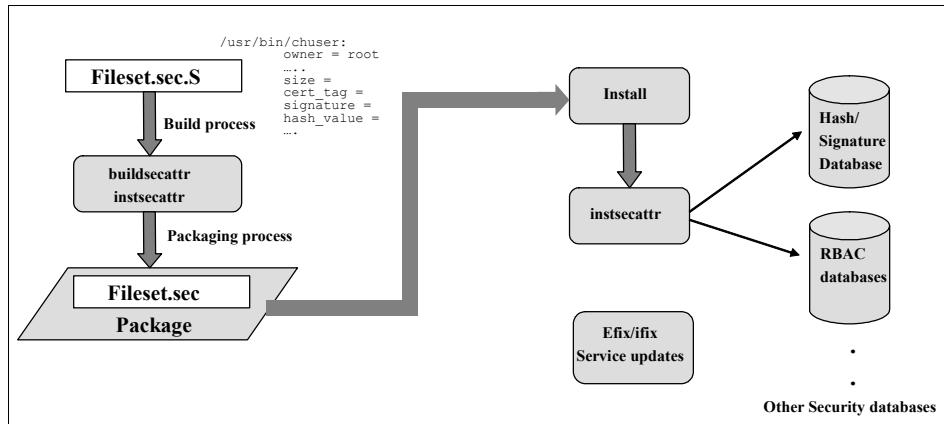 /usr/bin/chuser:
owner = root
.....
size =
cert_tag =
signature =
hash_value =
....
Fileset.sec.S
Build process
buildsecattr
instsecattr
Packaging process
Fileset.sec
Package
Install
instsecattr
Efix/ifix
Service updates
Hash/
Signature
Database
RBAC
databases
.
.
Other Security databases